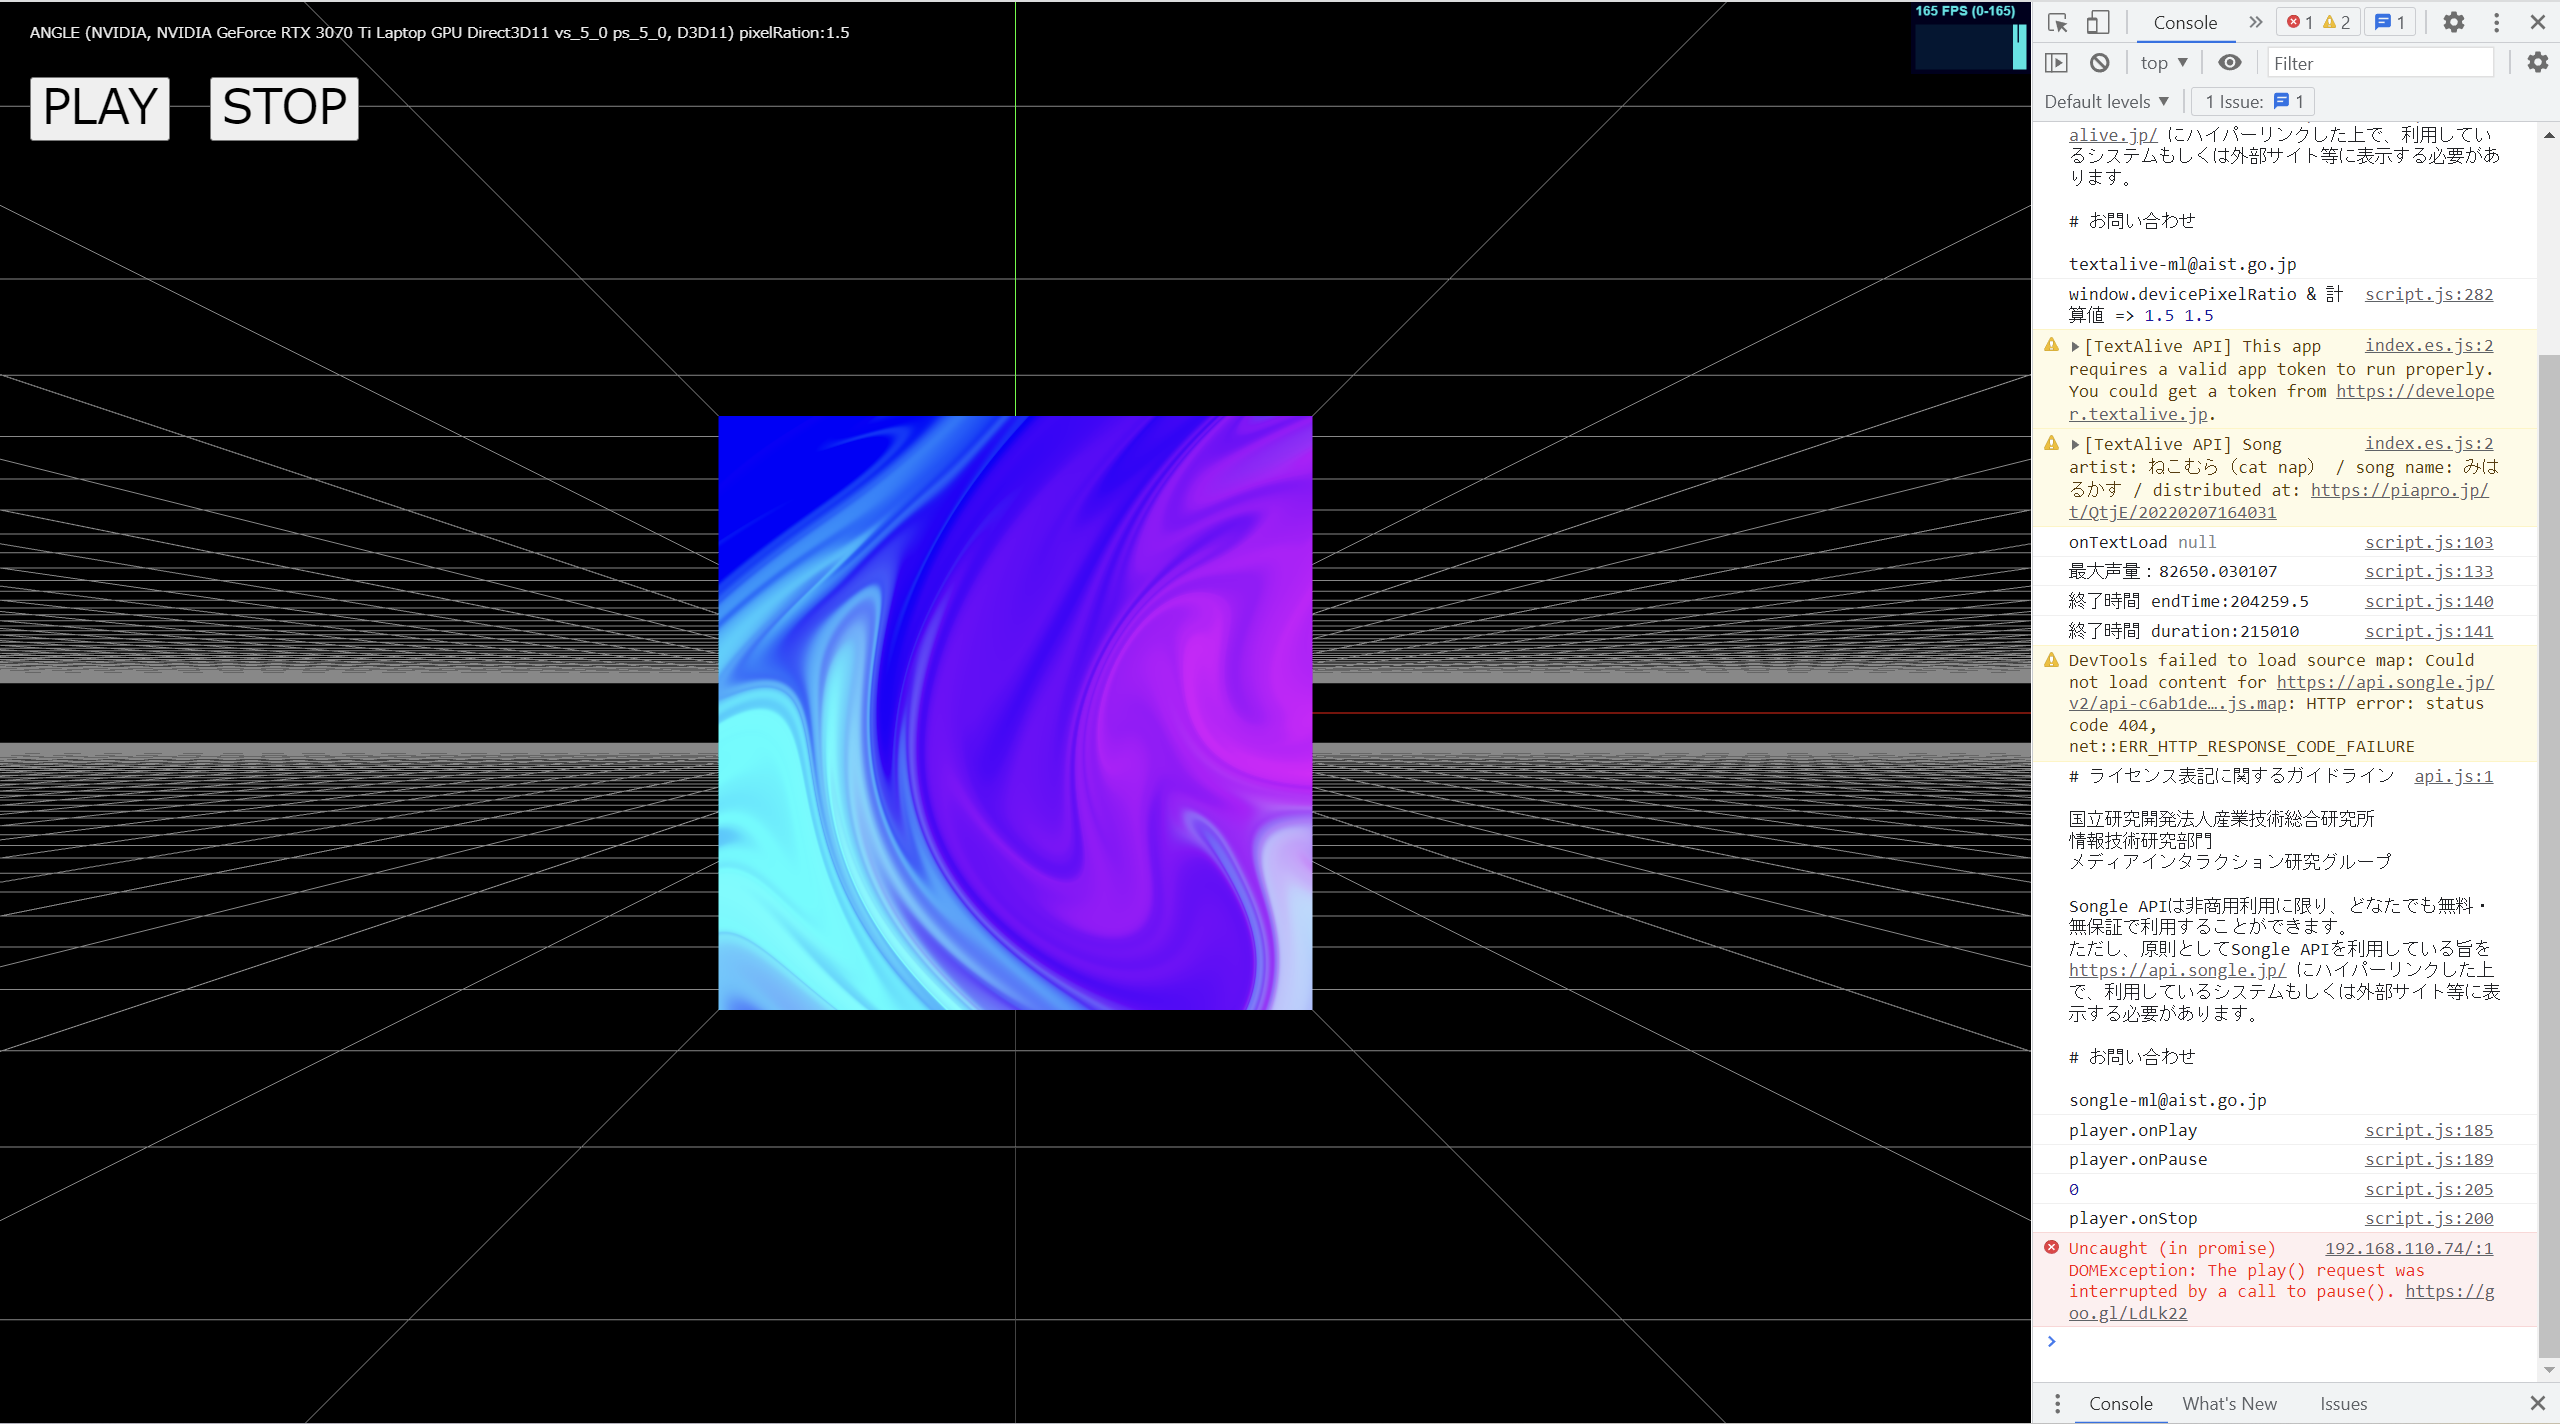 ANGLE (NVIDIA, NVIDIA GeForce RTX 3070 Ti Laptop GPU Direct3D11 vs_5_0 ps_5_0, D3D11) pixelRation:1.5
PLAY STOP
165 FPS (0-165)
Console 1 2 1
top Filter
Default levels 1 Issue: 1
alive.jp/ にハイパーリンクした上で、利用してい
るシステムもしくは外部サイト等に表示する必要があ
ります。
# お問い合わせ
textalive-ml@aist.go.jp
window.devicePixelRatio & 計 script.js:282
算値 => 1.5 1.5
[TextAlive API] This app index.es.js:2
requires a valid app token to run properly.
You could get a token from https://develope
r.textalive.jp.
[TextAlive API] Song index.es.js:2
artist: ねこむら（cat nap） / song name: みは
るかす / distributed at: https://piapro.jp/
t/QtjE/20220207164031
onTextLoad null script.js:103
最大声量：82650.030107 script.js:133
終了時間 endTime:204259.5 script.js:140
終了時間 duration:215010 script.js:141
DevTools failed to load source map: Could
not load content for https://api.songle.jp/
v2/api-c6ab1de….js.map: HTTP error: status
code 404,
net::ERR_HTTP_RESPONSE_CODE_FAILURE
# ライセンス表記に関するガイドライン api.js:1
国立研究開発法人産業技術総合研究所
情報技術研究部門
メディアインタラクション研究グループ
Songle APIは非商用利用に限り、どなたでも無料・
無保証で利用することができます。
ただし、原則としてSongle APIを利用している旨を
https://api.songle.jp/ にハイパーリンクした上
で、利用しているシステムもしくは外部サイト等に表
示する必要があります。
# お問い合わせ
songle-ml@aist.go.jp
player.onPlay script.js:185
player.onPause script.js:189
0 script.js:205
player.onStop script.js:200
Uncaught (in promise) 192.168.110.74/:1
DOMException: The play() request was
interrupted by a call to pause(). https://g
oo.gl/LdLk22
Console What's New Issues